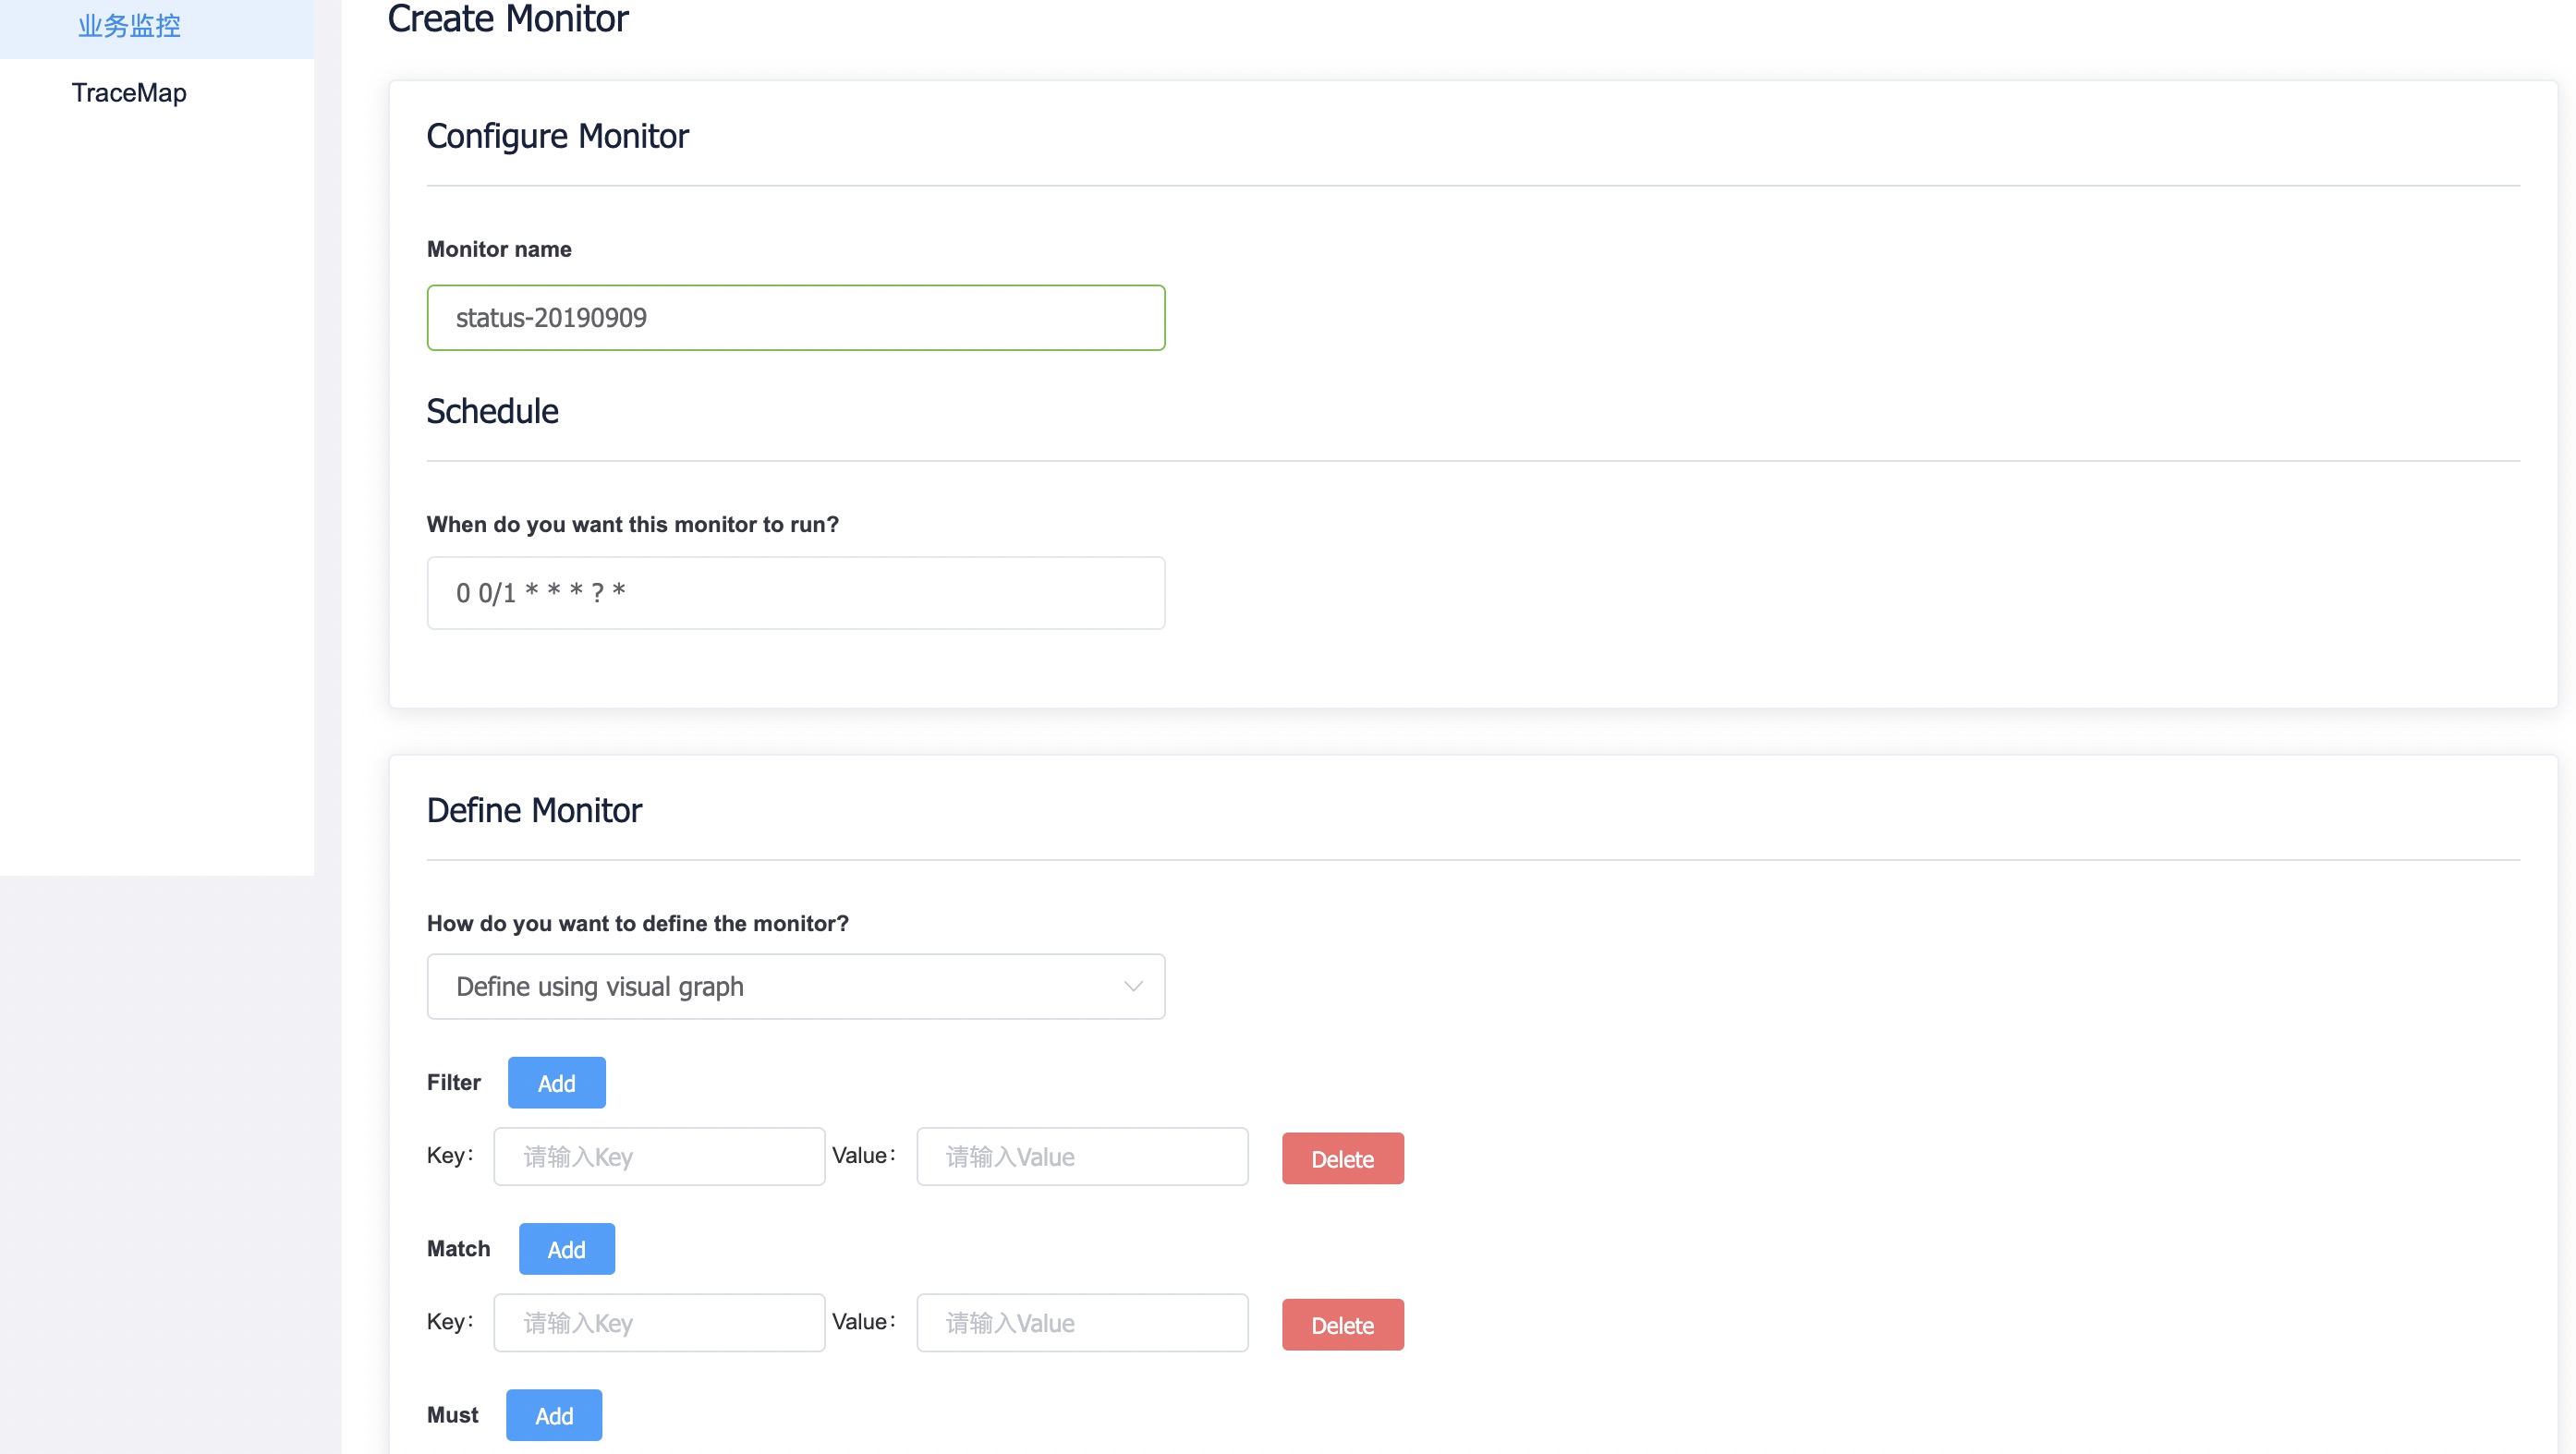 业务监控
TraceMap
Create Monitor
Configure Monitor
Monitor name
status-20190909
Schedule
When do you want this monitor to run?
0 0/1 * * * ? *
Define Monitor
How do you want to define the monitor?
Define using visual graph
Filter Add
Key： 请输入Key Value： 请输入Value Delete
Match Add
Key： 请输入Key Value： 请输入Value Delete
Must Add